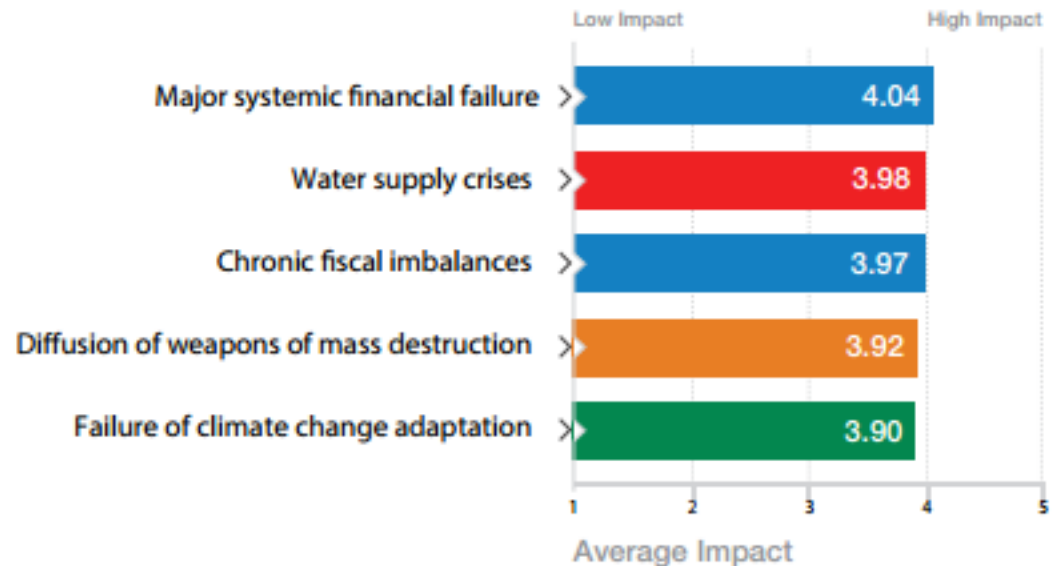 Low Impact High Impact
Major systemic financial failure 4.04
Water supply crises 3.98
Chronic fiscal imbalances 3.97
Diffusion of weapons of mass destruction 3.92
Failure of climate change adaptation 3.90
1 2 3 4 5
Average Impact